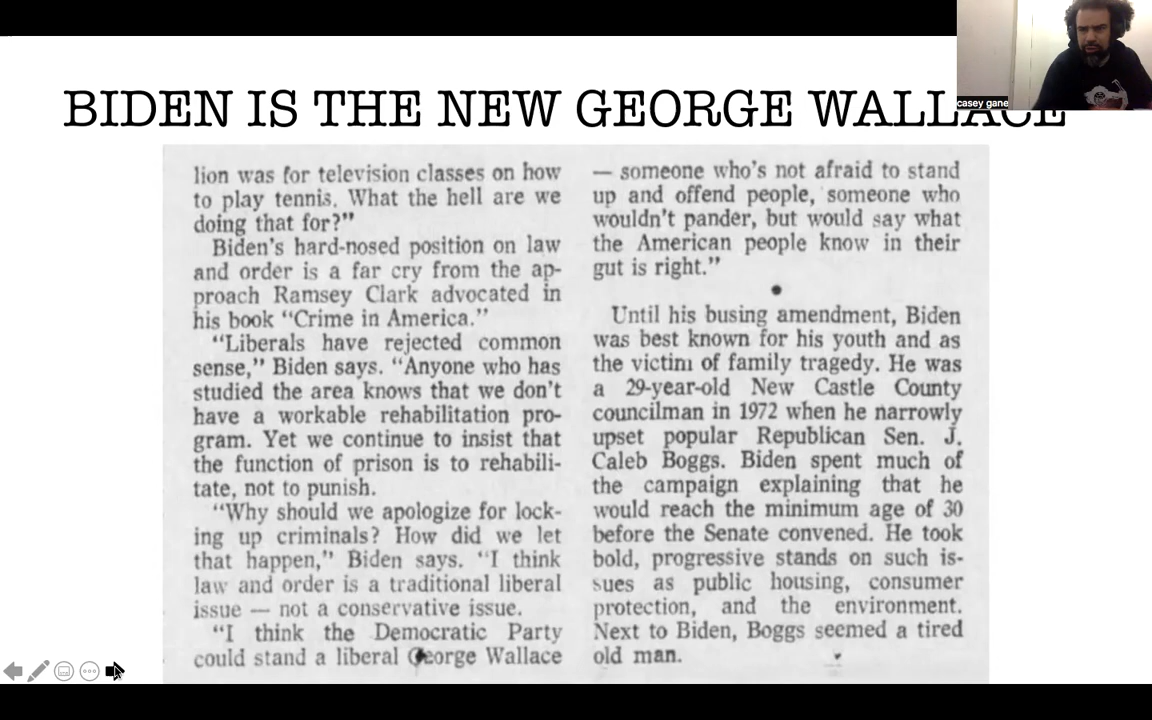 casey gane
BIDEN IS THE NEW GEORGE WALLACE
lion was for television classes on how
to play tennis. What the hell are we
doing that for?”
Biden’s hard-nosed position on law
and order is a far cry from the ap-
proach Ramsey Clark advocated in
his book “Crime in America.”
“Liberals have rejected common
sense,” Biden says. “Anyone who has
studied the area knows that we don’t
have a workable rehabilitation pro-
gram. Yet we continue to insist that
the function of prison is to rehabili-
tate, not to punish.
“Why should we apologize for lock-
ing up criminals? How did we let
that happen,” Biden says. “I think
law and order is a traditional liberal
issue — not a conservative issue.
“I think the Democratic Party
could stand a liberal George Wallace
— someone who’s not afraid to stand
up and offend people, someone who
wouldn’t pander, but would say what
the American people know in their
gut is right.”
Until his busing amendment, Biden
was best known for his youth and as
the victim of family tragedy. He was
a 29-year-old New Castle County
councilman in 1972 when he narrowly
upset popular Republican Sen. J.
Caleb Boggs. Biden spent much of
the campaign explaining that he
would reach the minimum age of 30
before the Senate convened. He took
bold, progressive stands on such is-
sues as public housing, consumer
protection, and the environment.
Next to Biden, Boggs seemed a tired
old man.